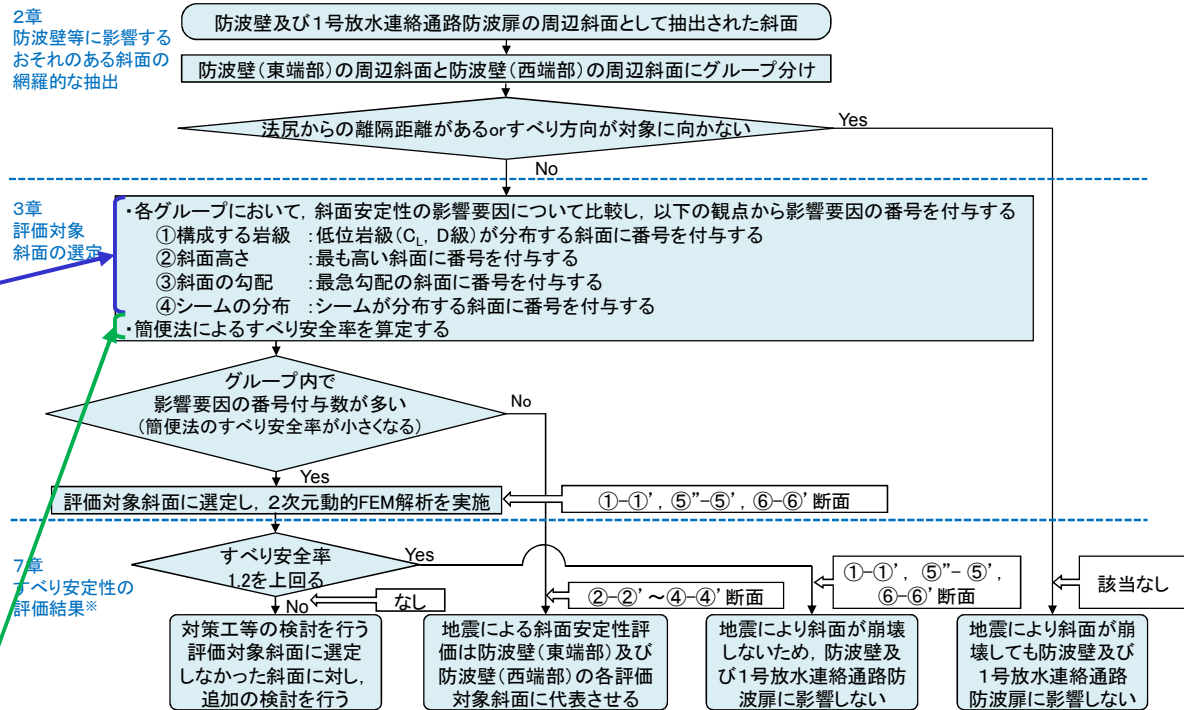 2章
防波壁等に影響する
おそれのある斜面の
網羅的な抽出
防波壁及び１号放水連絡通路防波扉の周辺斜面として抽出された斜面
防波壁（東端部）の周辺斜面と防波壁（西端部）の周辺斜面にグループ分け
法尻からの離隔距離があるorすべり方向が対象に向かない
Yes
No
3章
評価対象
斜面の選定
・各グループにおいて，斜面安定性の影響要因について比較し，以下の観点から影響要因の番号を付与する
①構成する岩級　：低位岩級（CL，D級）が分布する斜面に番号を付与する
②斜面高さ　：最も高い斜面に番号を付与する
③斜面の勾配　：最急勾配の斜面に番号を付与する
④シームの分布　：シームが分布する斜面に番号を付与する
・簡便法によるすべり安全率を算定する
グループ内で
影響要因の番号付与数が多い
（簡便法のすべり安全率が小さくなる）
No
Yes
評価対象斜面に選定し，２次元動的FEM解析を実施
①-①’，⑤”-⑤’，⑥-⑥’断面
7章
すべり安定性の
評価結果※
すべり安全率
1.2を上回る
Yes
No
なし
②-②’～④-④’断面
①-①’，⑤”-⑤’，
⑥-⑥’断面
該当なし
対策工等の検討を行う
評価対象斜面に選定
しなかった斜面に対し，
追加の検討を行う
地震による斜面安定性評
価は防波壁（東端部）及び
防波壁（西端部）の各評価
対象斜面に代表させる
地震により斜面が崩壊
しないため，防波壁及
び１号放水連絡通路防
波扉に影響しない
地震により斜面が崩
壊しても防波壁及び
１号放水連絡通路
防波扉に影響しない